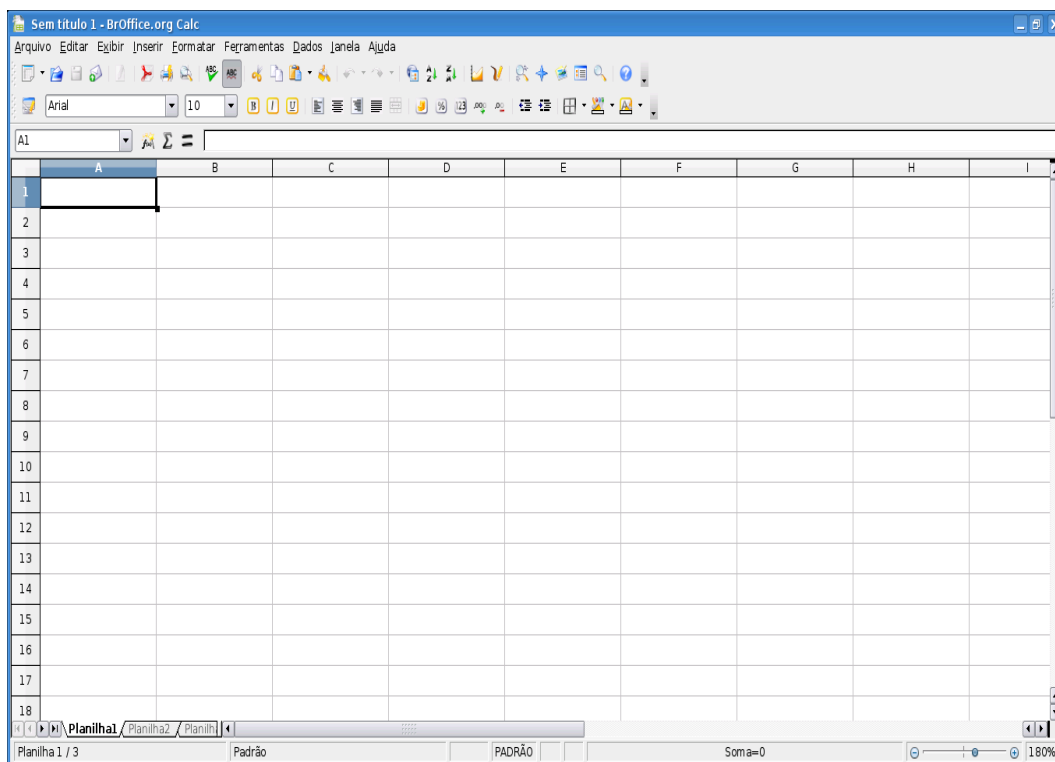 Sem título 1 - BrOffice.org Calc
Arquivo Editar Exibir Inserir Formatar Ferramentas Dados Janela Ajuda
ABC ABC
Arial 10
A1
A B C D E F G H I
1
2
3
4
5
6
7
8
9
10
11
12
13
14
15
16
17
18
Planilha1 Planilha2 Planilh
Planilha 1 / 3 Padrão PADRÃO Soma=0 180%